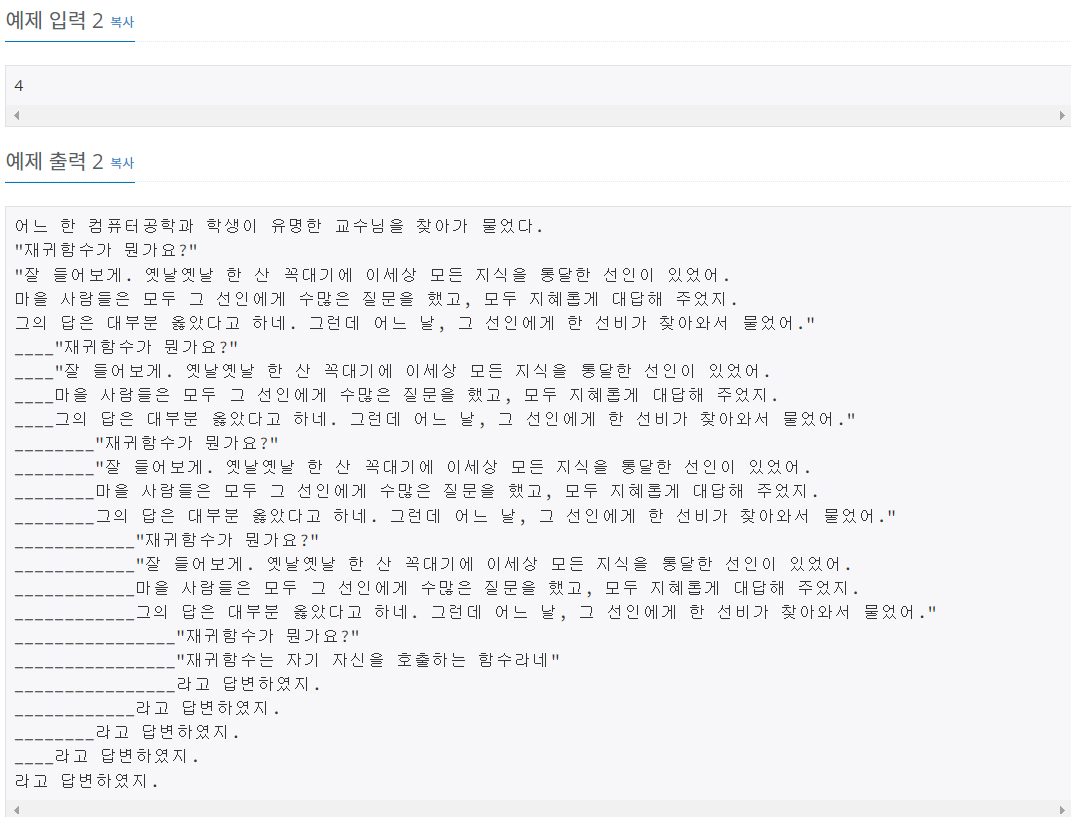 예제 입력 2 복사
4
예제 출력 2 복사
어느 한 컴퓨터공학과 학생이 유명한 교수님을 찾아가 물었다.
"재귀함수가 뭔가요?"
"잘 들어보게. 옛날옛날 한 산 꼭대기에 이세상 모든 지식을 통달한 선인이 있었어.
마을 사람들은 모두 그 선인에게 수많은 질문을 했고, 모두 지혜롭게 대답해 주었지.
그의 답은 대부분 옳았다고 하네. 그런데 어느 날, 그 선인에게 한 선비가 찾아와서 물었어."
____"재귀함수가 뭔가요?"
____"잘 들어보게. 옛날옛날 한 산 꼭대기에 이세상 모든 지식을 통달한 선인이 있었어.
____마을 사람들은 모두 그 선인에게 수많은 질문을 했고, 모두 지혜롭게 대답해 주었지.
____그의 답은 대부분 옳았다고 하네. 그런데 어느 날, 그 선인에게 한 선비가 찾아와서 물었어."
________"재귀함수가 뭔가요?"
________"잘 들어보게. 옛날옛날 한 산 꼭대기에 이세상 모든 지식을 통달한 선인이 있었어.
________마을 사람들은 모두 그 선인에게 수많은 질문을 했고, 모두 지혜롭게 대답해 주었지.
________그의 답은 대부분 옳았다고 하네. 그런데 어느 날, 그 선인에게 한 선비가 찾아와서 물었어."
____________"재귀함수가 뭔가요?"
____________"잘 들어보게. 옛날옛날 한 산 꼭대기에 이세상 모든 지식을 통달한 선인이 있었어.
____________마을 사람들은 모두 그 선인에게 수많은 질문을 했고, 모두 지혜롭게 대답해 주었지.
____________그의 답은 대부분 옳았다고 하네. 그런데 어느 날, 그 선인에게 한 선비가 찾아와서 물었어."
________________"재귀함수가 뭔가요?"
________________"재귀함수는 자기 자신을 호출하는 함수라네"
________________라고 답변하였지.
____________라고 답변하였지.
________라고 답변하였지.
____라고 답변하였지.
라고 답변하였지.